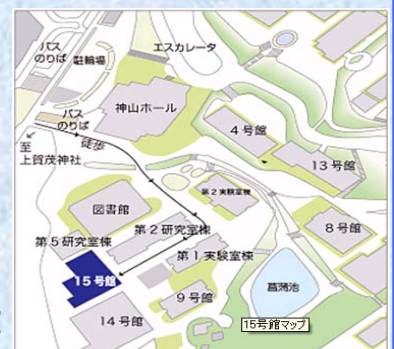 バス
のりば
駐輪場
エスカレータ
バス
のりば
神山ホール
徒歩
至
上賀茂神社
4号館
13号館
第2実験室棟
図書館
第2研究室棟
8号館
第5研究室棟
第1実験室棟
15号館
9号館
菖蒲池
14号館
15号館マップ